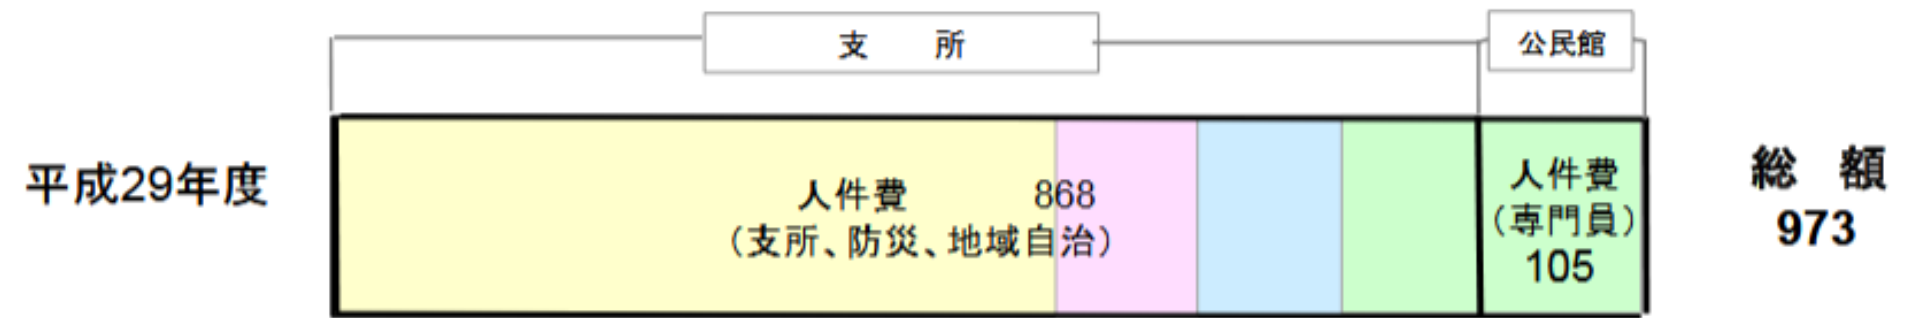 支　所
公民館
平成29年度
人件費　868
（支所、防災、地域自治）
人件費
（専門員）
105
総　額
973